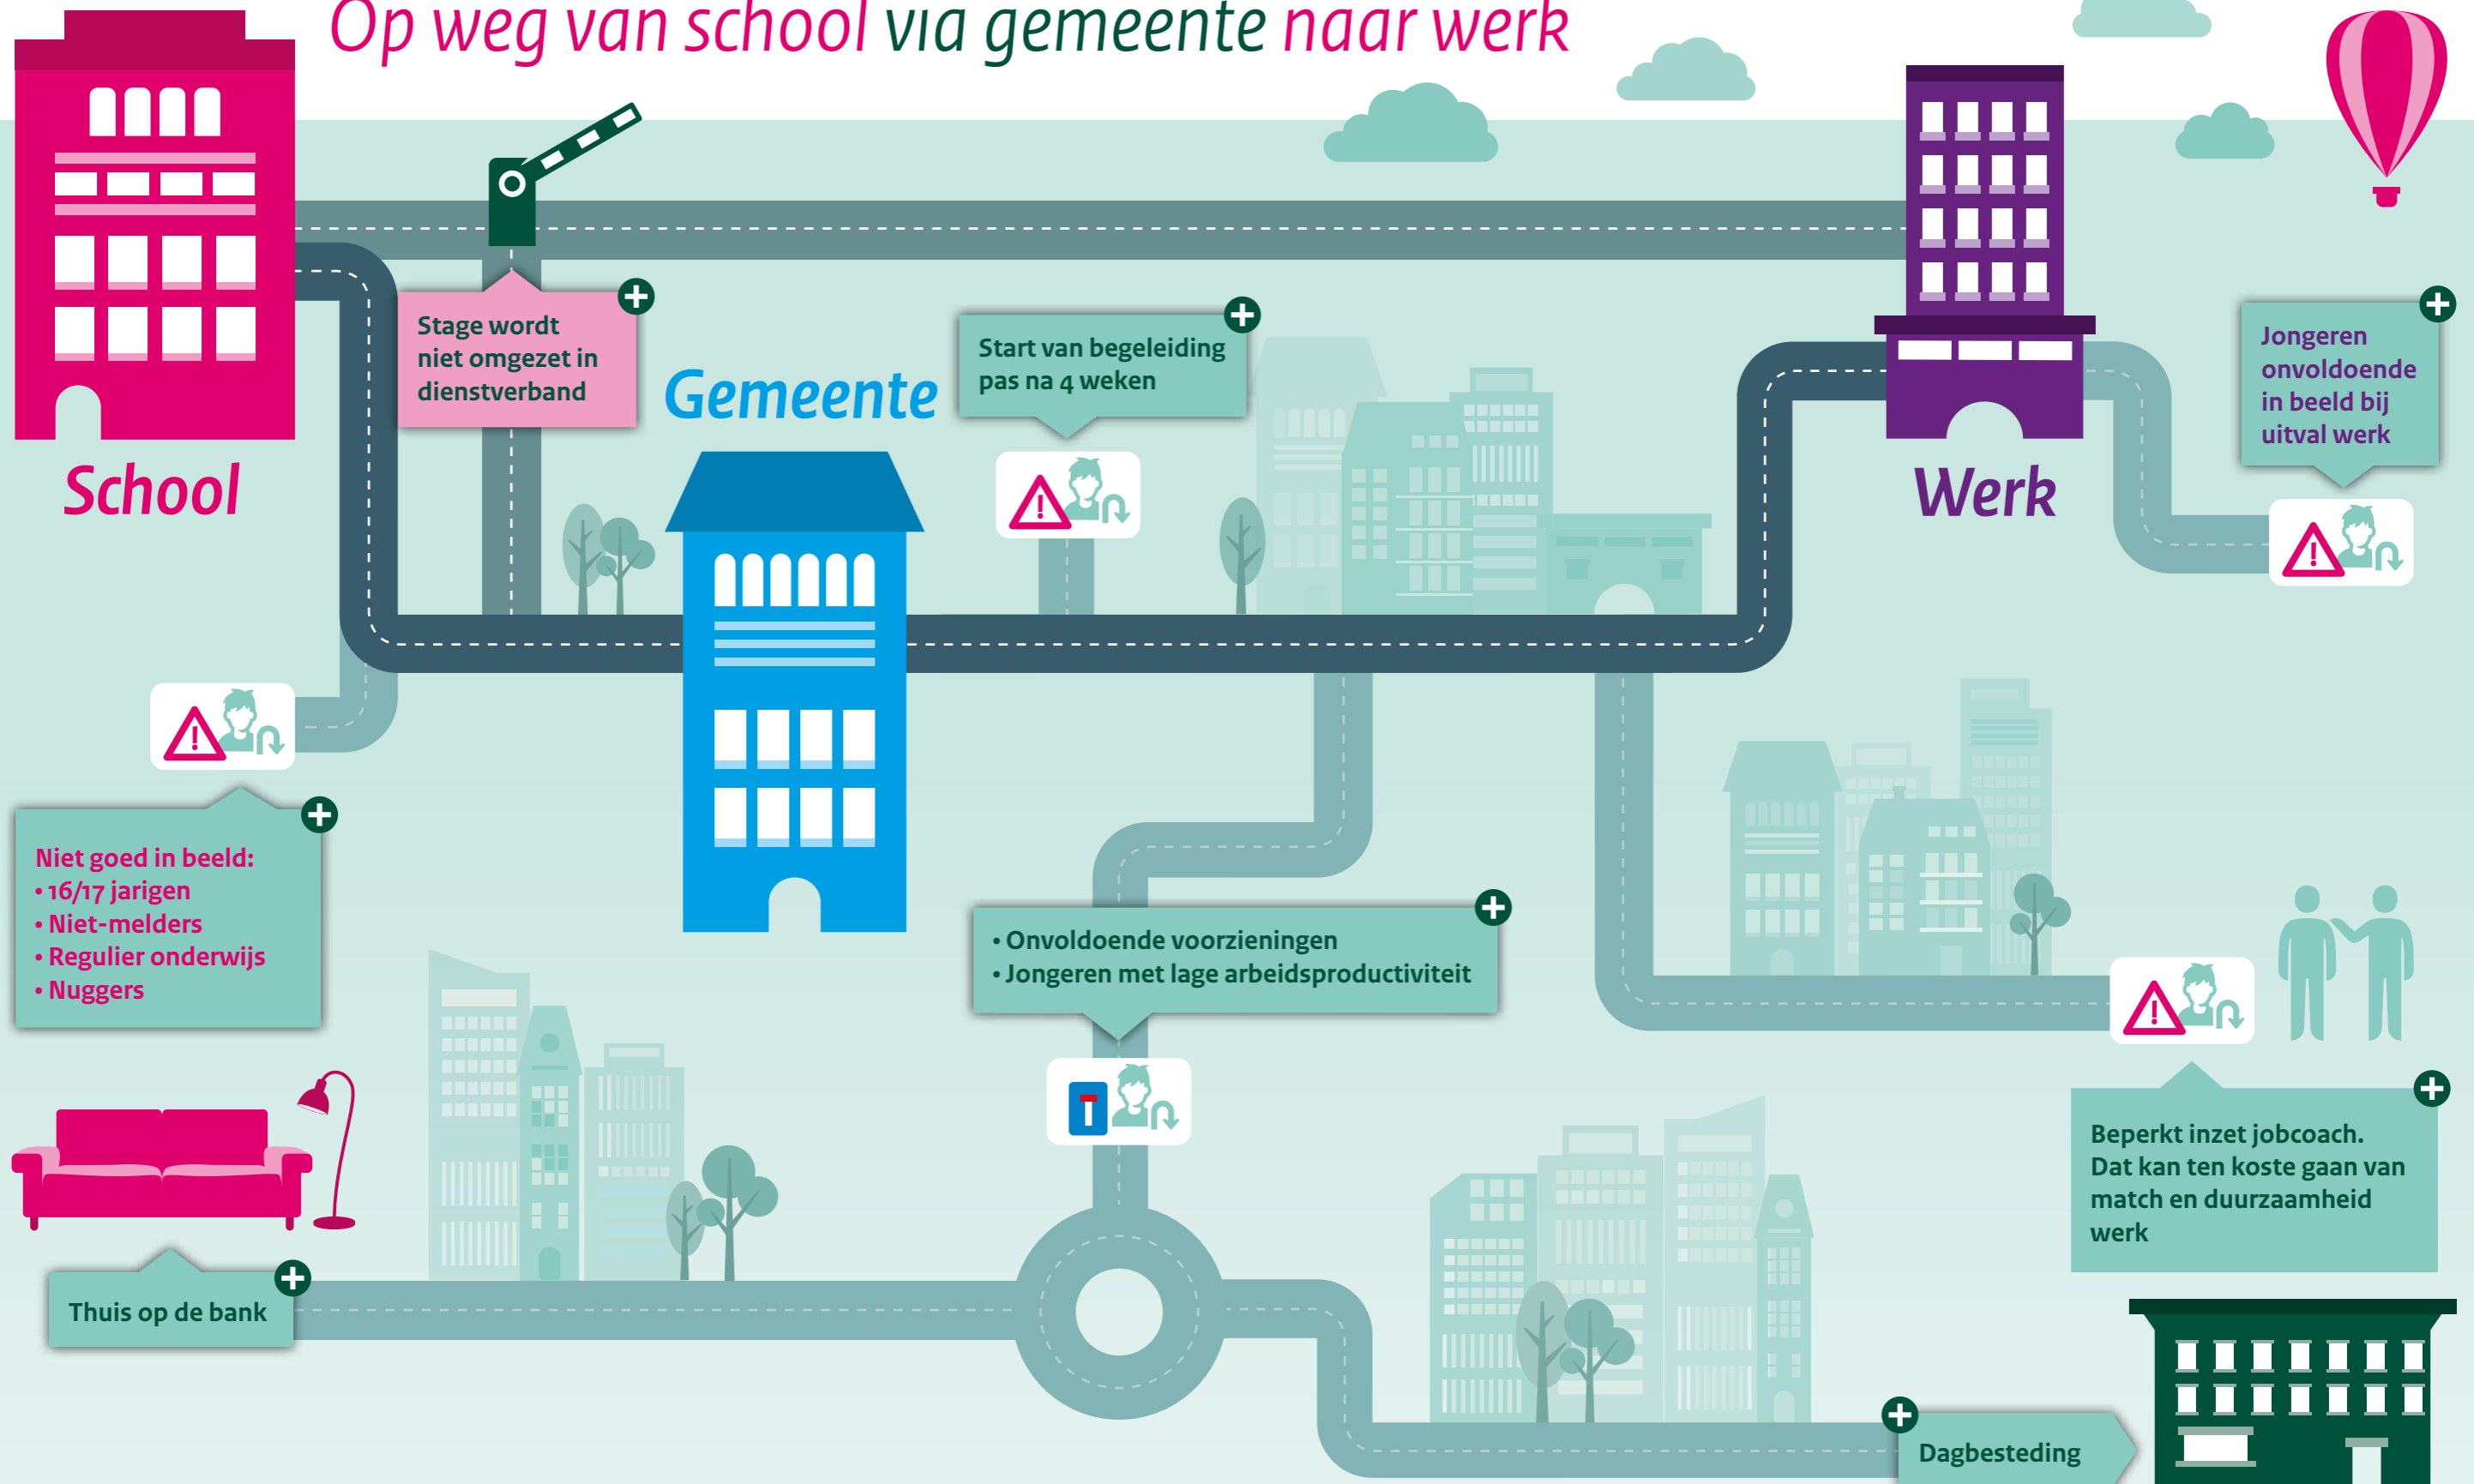 Op weg van school via gemeente naar werk
Stage wordt
niet omgezet in
dienstverband
Gemeente
Start van begeleiding
pas na 4 weken
Jongeren
onvoldoende
in beeld bij
uitval werk
School
Werk
Niet goed in beeld:
• 16/17 jarigen
• Niet-melders
• Regulier onderwijs
• Nuggers
• Onvoldoende voorzieningen
• Jongeren met lage arbeidsproductiviteit
Beperkt inzet jobcoach.
Dat kan ten koste gaan van
match en duurzaamheid
werk
Thuis op de bank
Dagbesteding